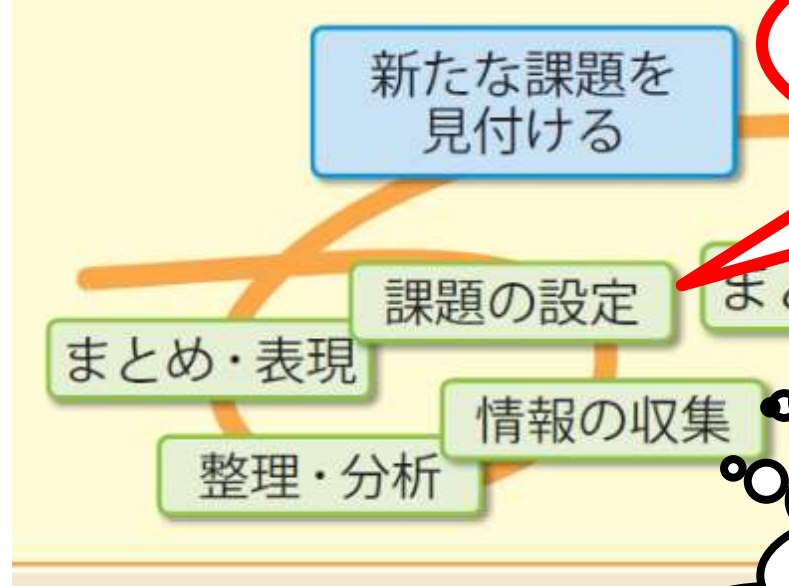 新たな課題を
見付ける
課題の設定
ま
まとめ・表現
情報の収集
整理・分析